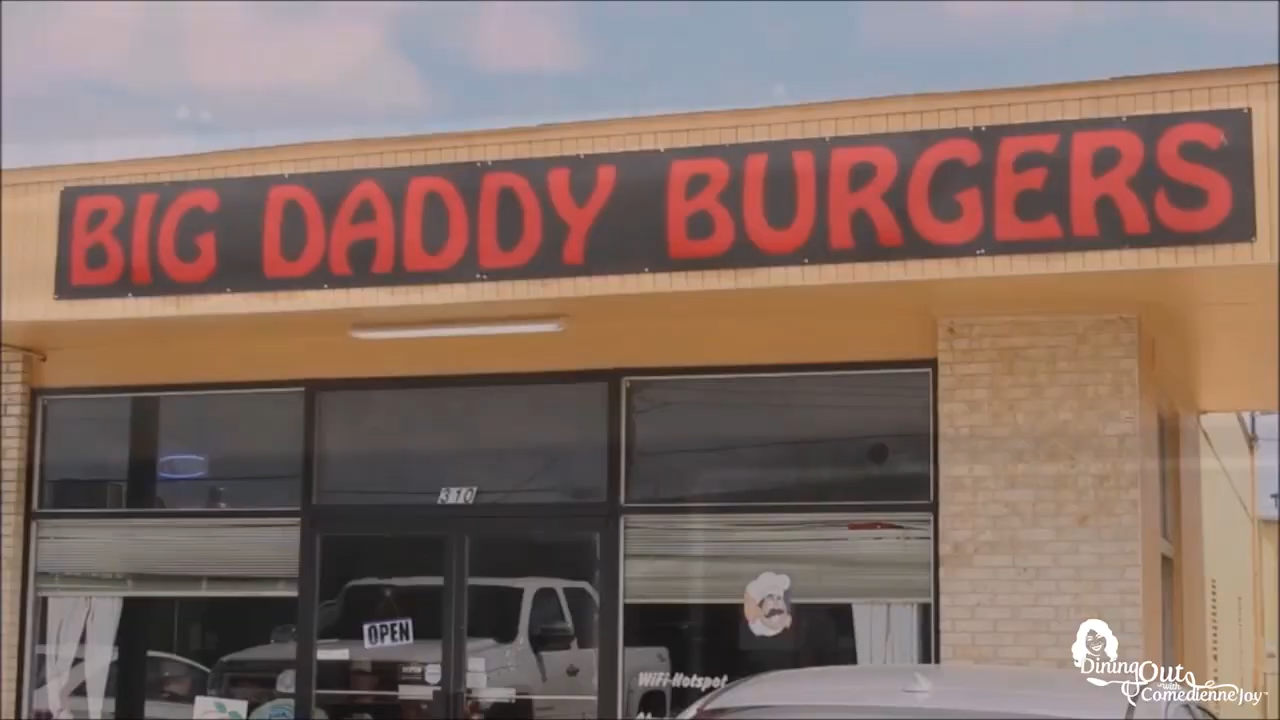 BIG DADDY BURGERS
310
OPEN
WiFi-Hotspot
Dining Out
with
Comedienne Joy